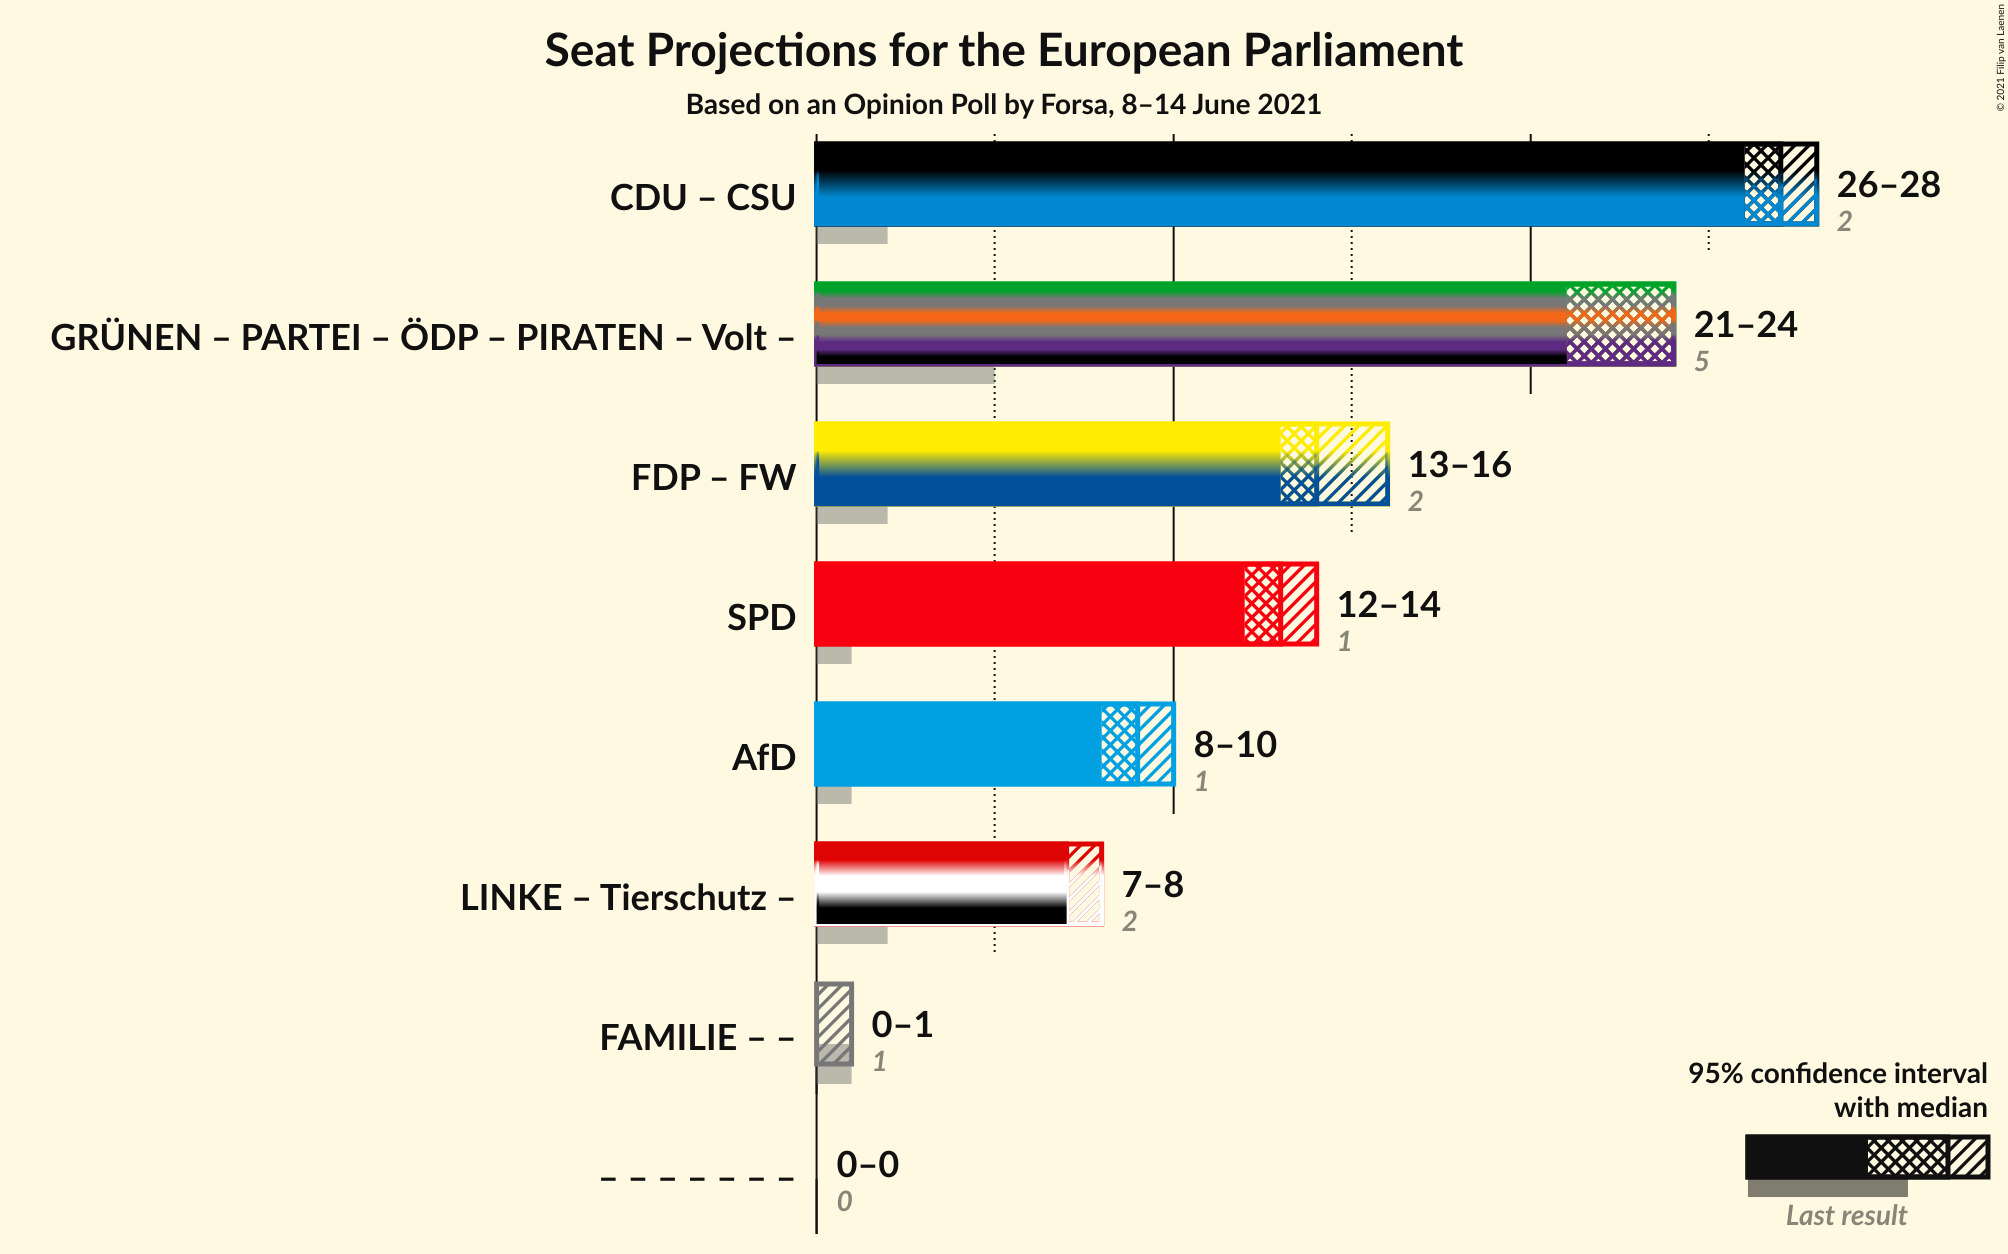 Seat Projections for the European Parliament
Based on an Opinion Poll by Forsa, 8–14 June 2021
© 2021 Filip van Laenen
CDU – CSU
26–28
2
GRÜNEN – PARTEI – ÖDP – PIRATEN – Volt –
21–24
5
FDP – FW
13–16
2
SPD
12–14
1
AfD
8–10
1
LINKE – Tierschutz –
7–8
2
FAMILIE – –
0–1
1
– – – – – – –
0–0
0
95% confidence interval
with median
Last result